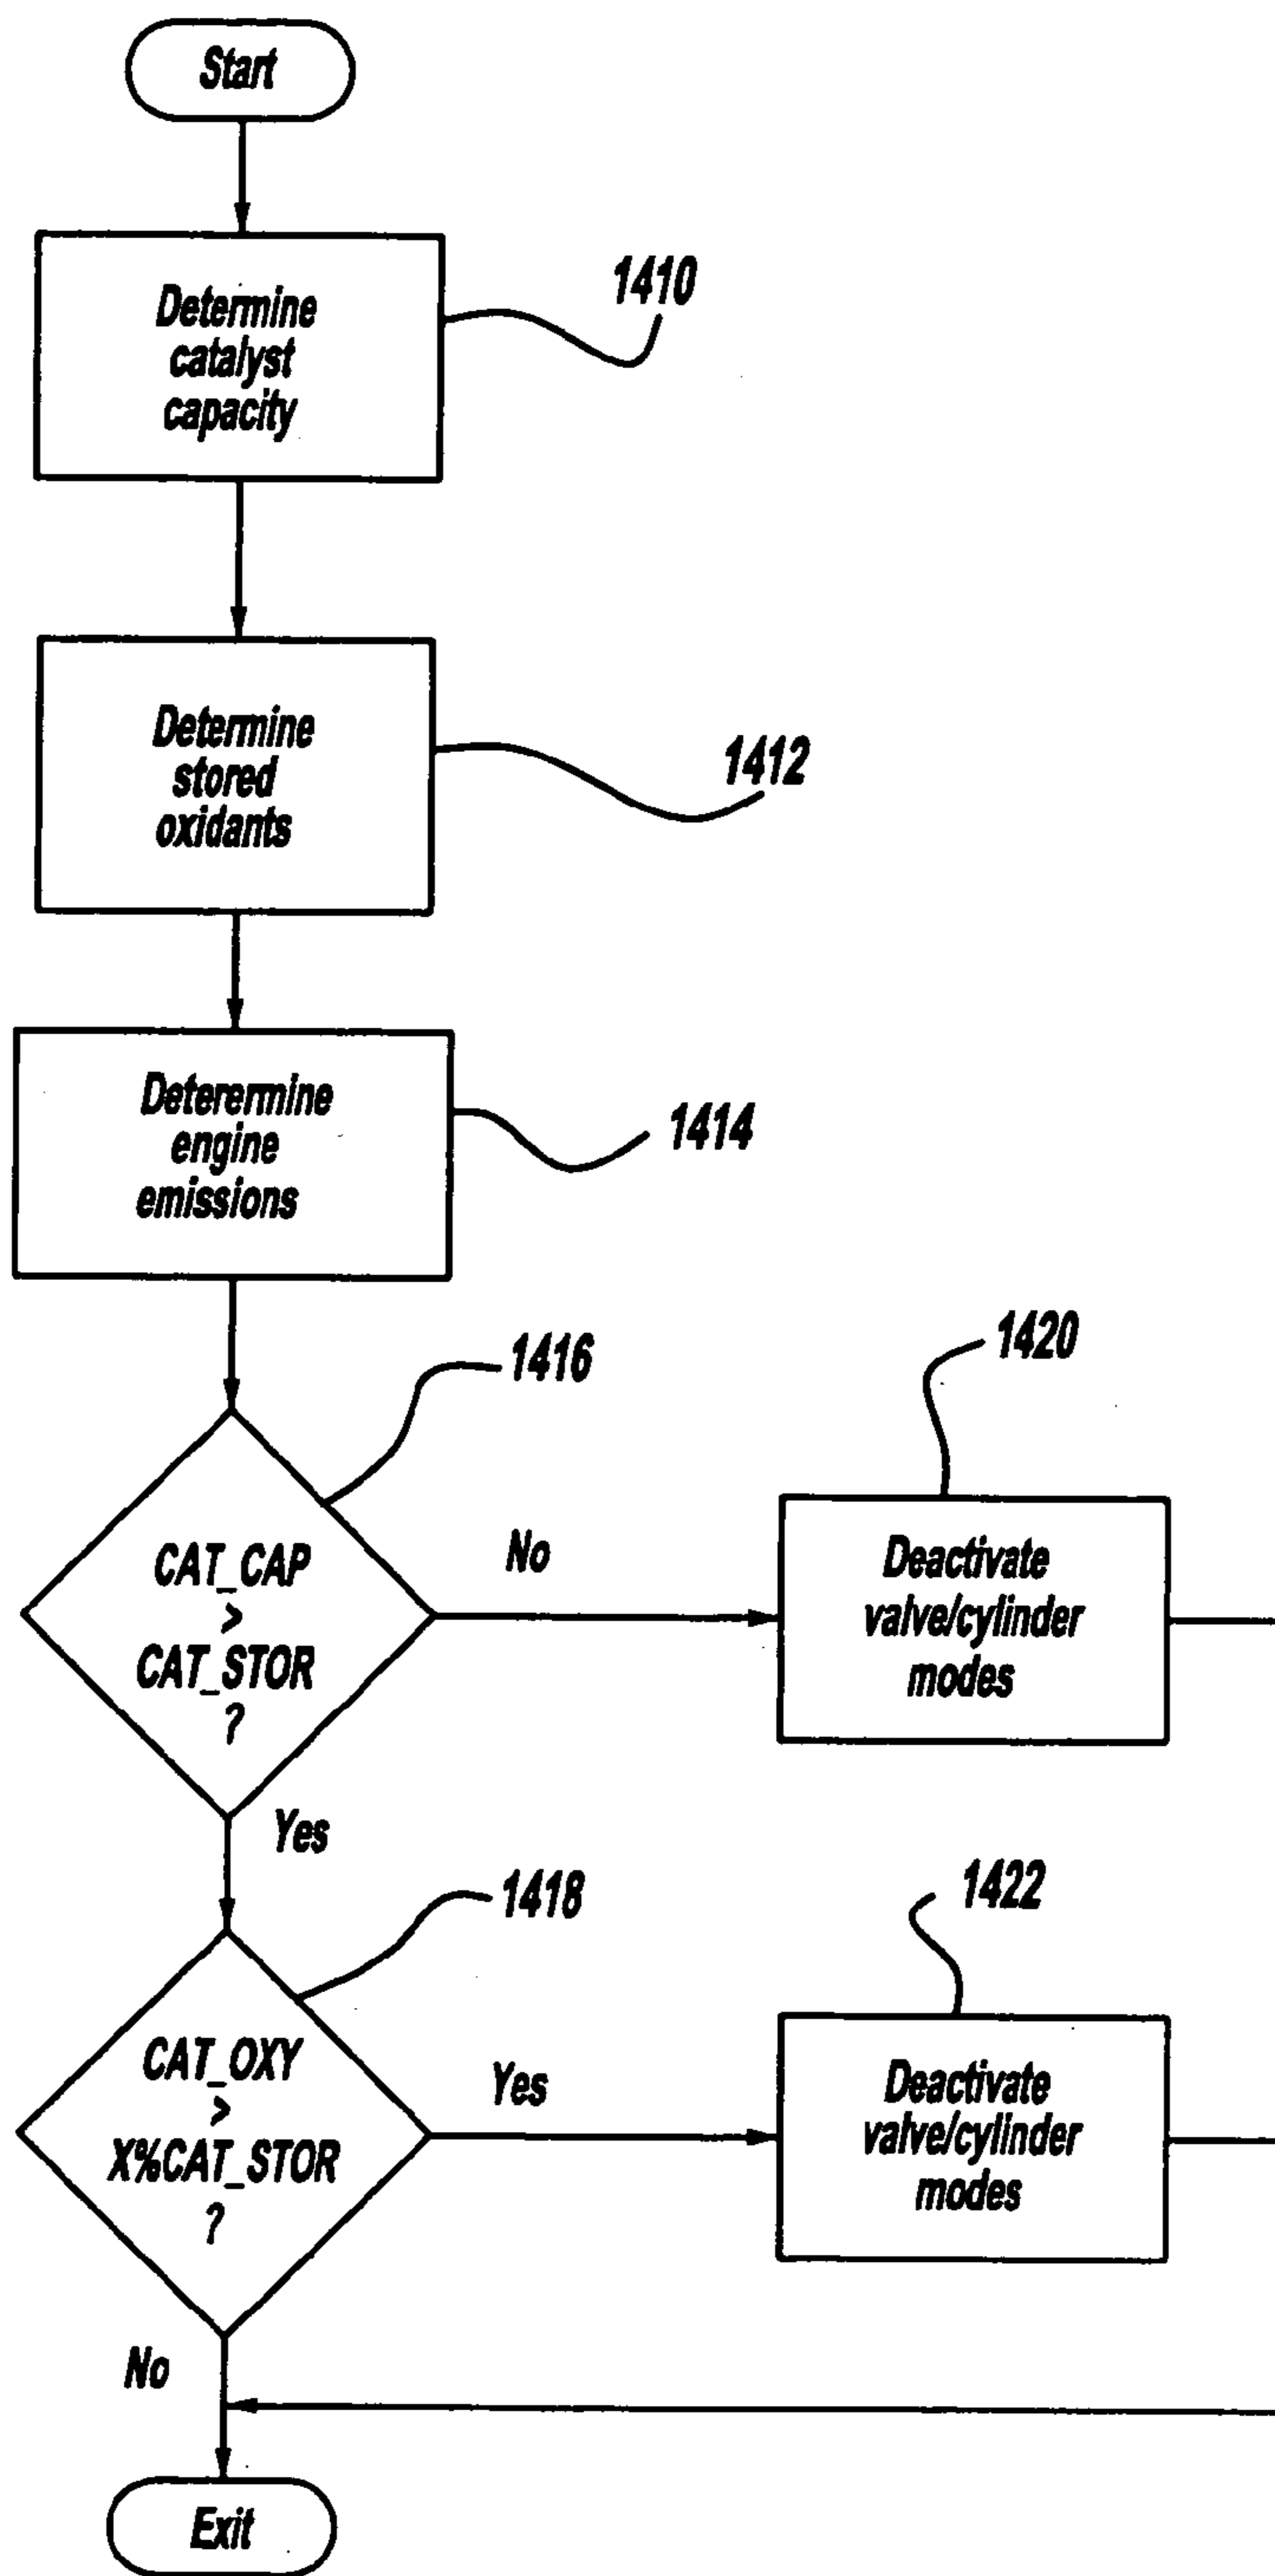 Start
Determine
catalyst
capacity
1410
Determine
stored
oxidants
1412
Deterermine
engine
emissions
1414
1416
CAT_CAP
>
CAT_STOR
?
No
1420
Deactivate
valve/cylinder
modes
Yes
1418
CAT_OXY
>
X%CAT_STOR
?
Yes
1422
Deactivate
valve/cylinder
modes
No
Exit